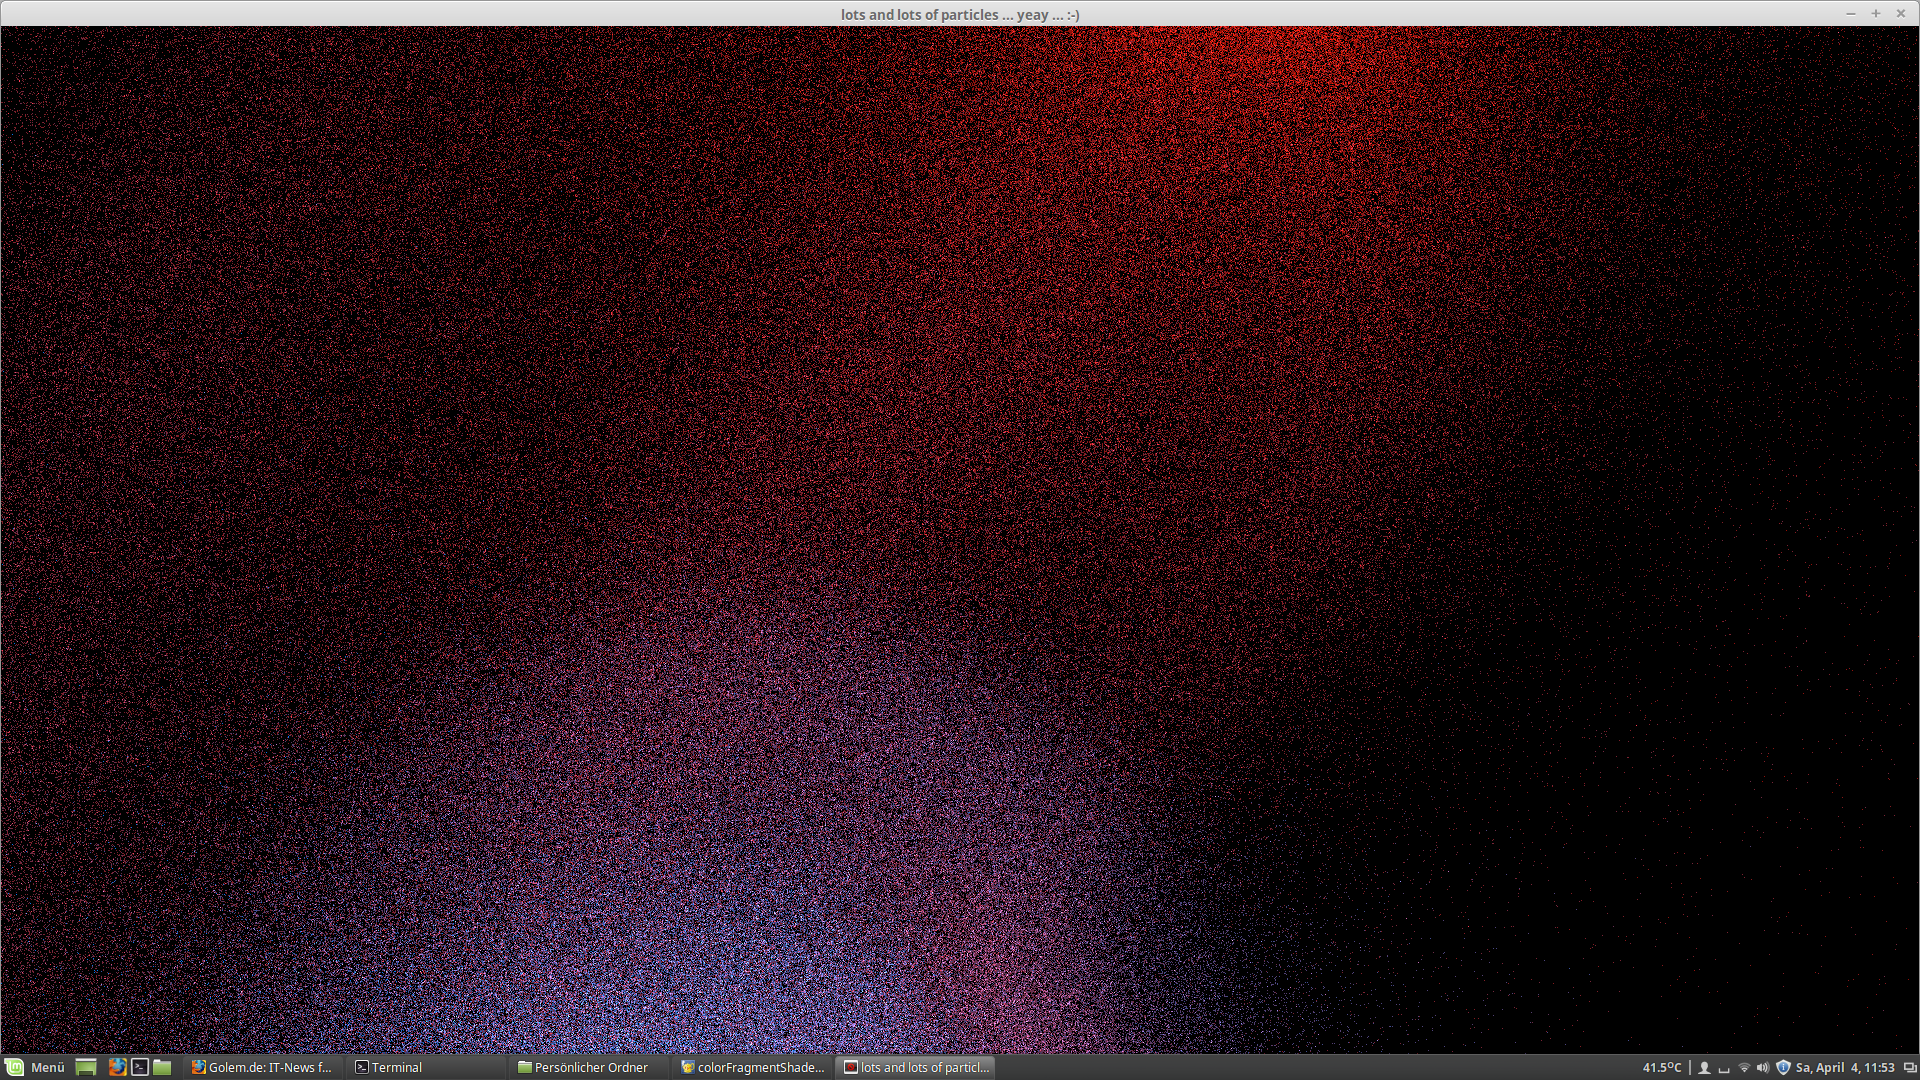 lots and lots of particles ... yeay ... :-)
Menü
Golem.de: IT-News f...
Terminal
Persönlicher Ordner
colorFragmentShade...
lots and lots of particl...
41.5°C
Sa, April 4, 11:53